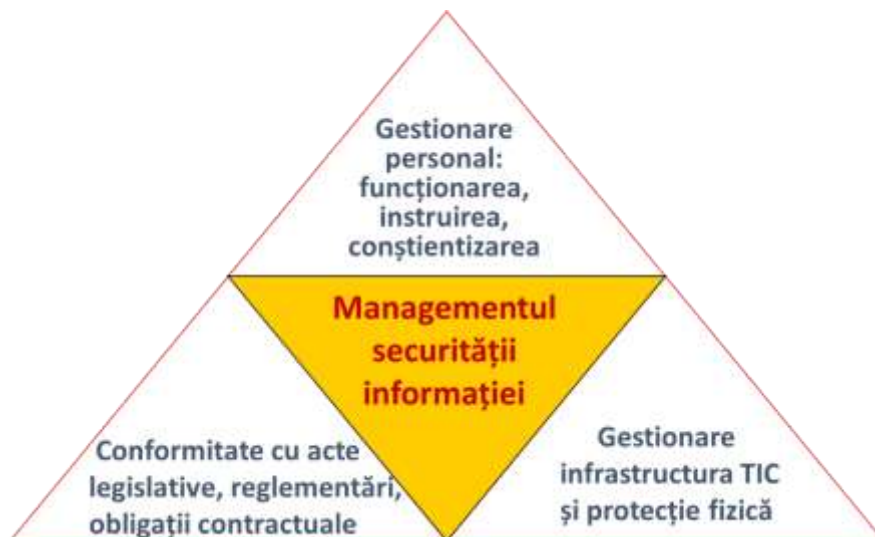 Gestionare
personal:
funcționarea,
instruirea,
conștientizarea
Managementul
securității
informației
Conformitate cu acte
legislative, reglementări,
obligații contractuale
Gestionare
infrastructura TIC
și protecție fizică